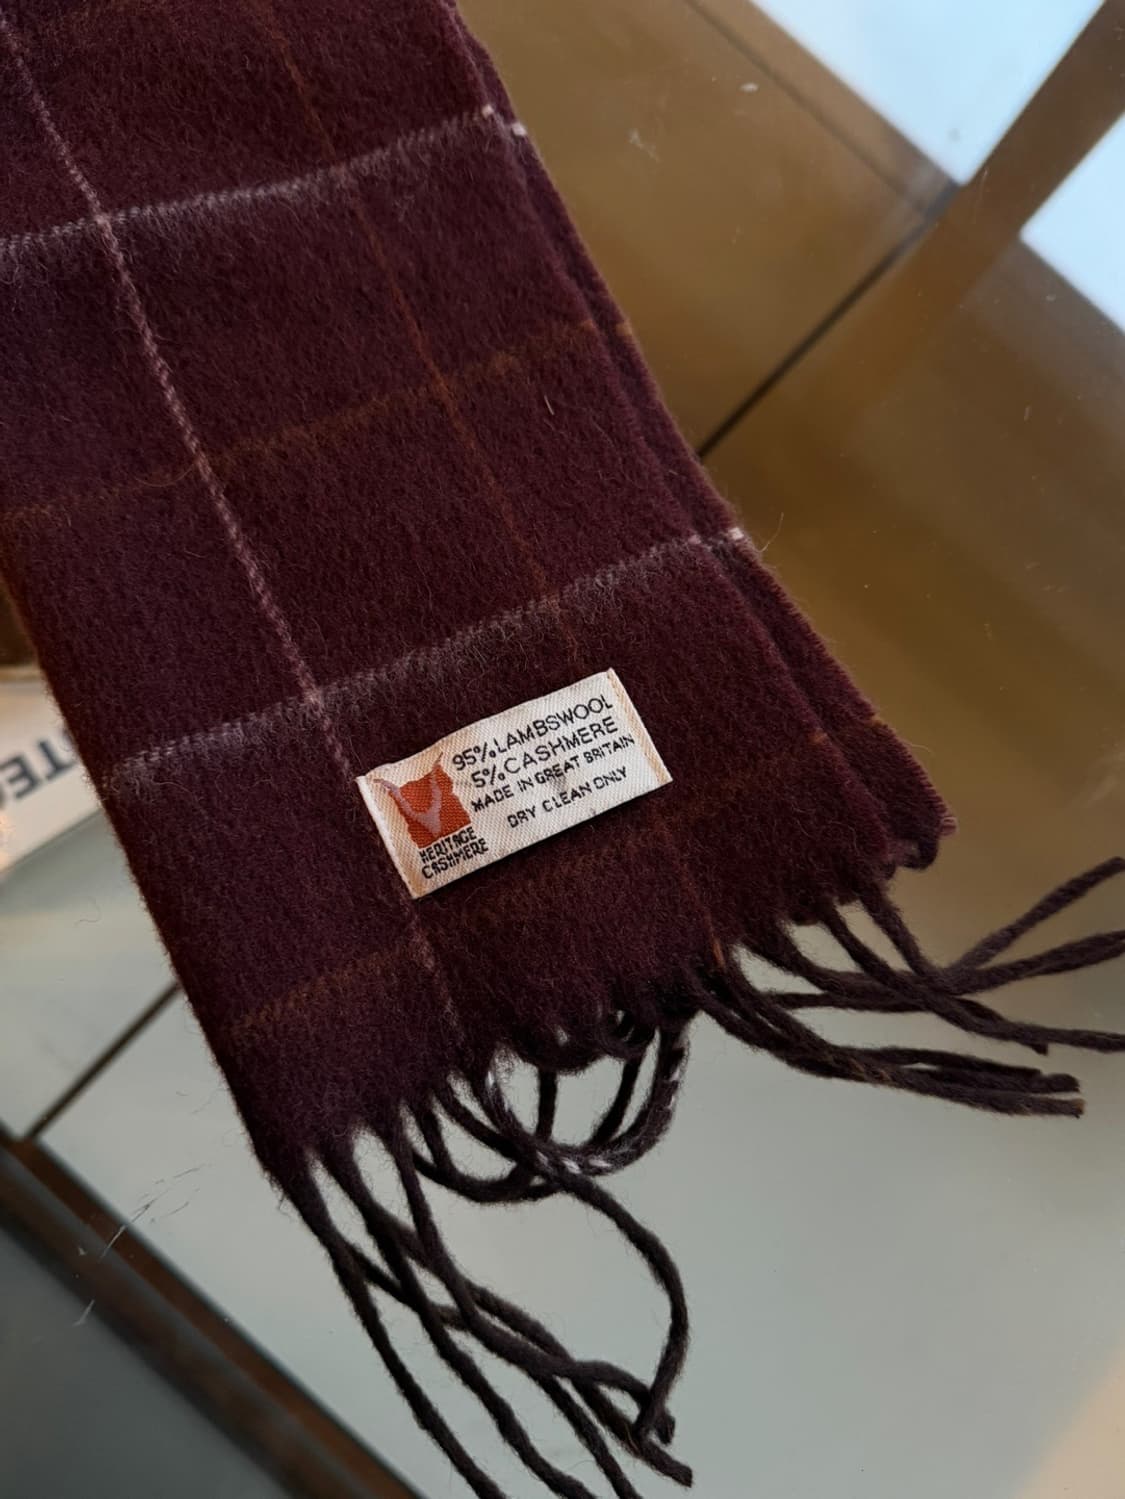 95% LAMBSWOOL
5% CASHMERE
MADE IN GREAT BRITAIN
DRY CLEAN ONLY
HERITAGE
CASHMERE